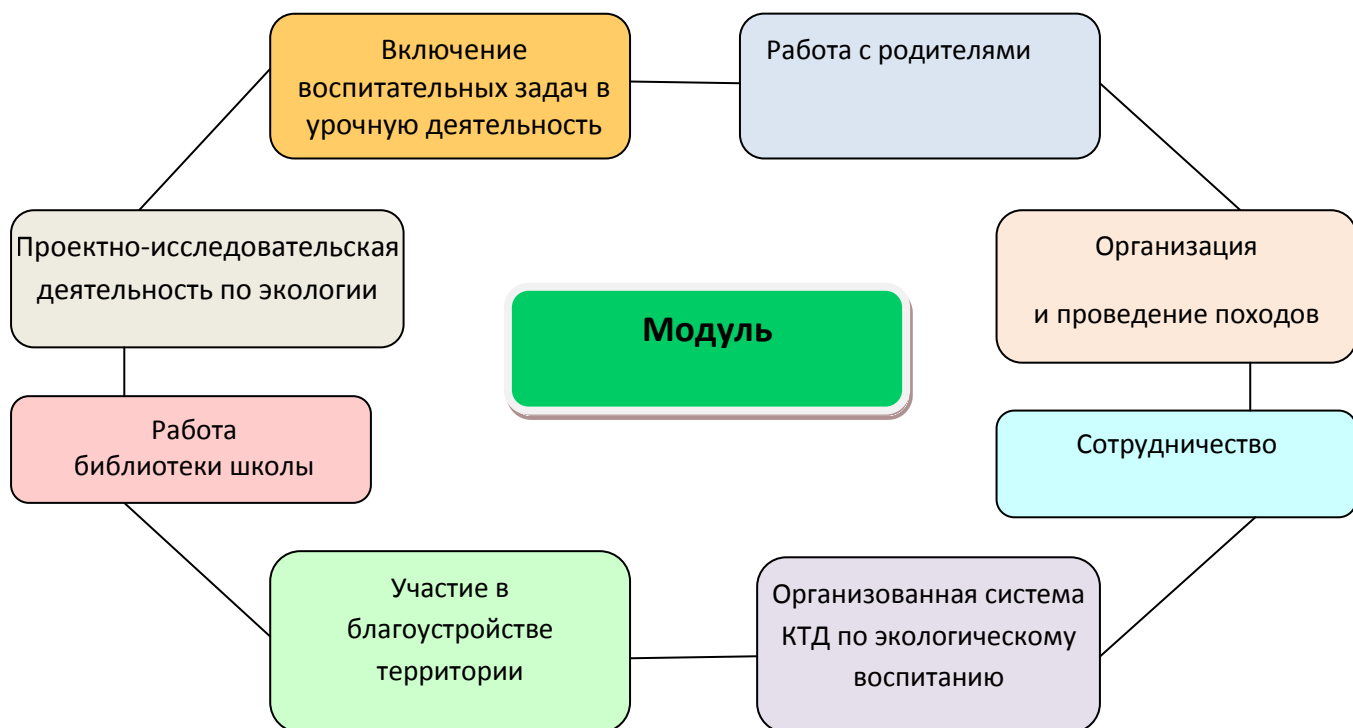 Включение
воспитательных задач в
урочную деятельность
Работа с родителями
Проектно-исследовательская
деятельность по экологии
Организация
и проведение походов
Модуль
Работа
библиотеки школы
Сотрудничество
Участие в
благоустройстве
территории
Организованная система
КТД по экологическому
воспитанию